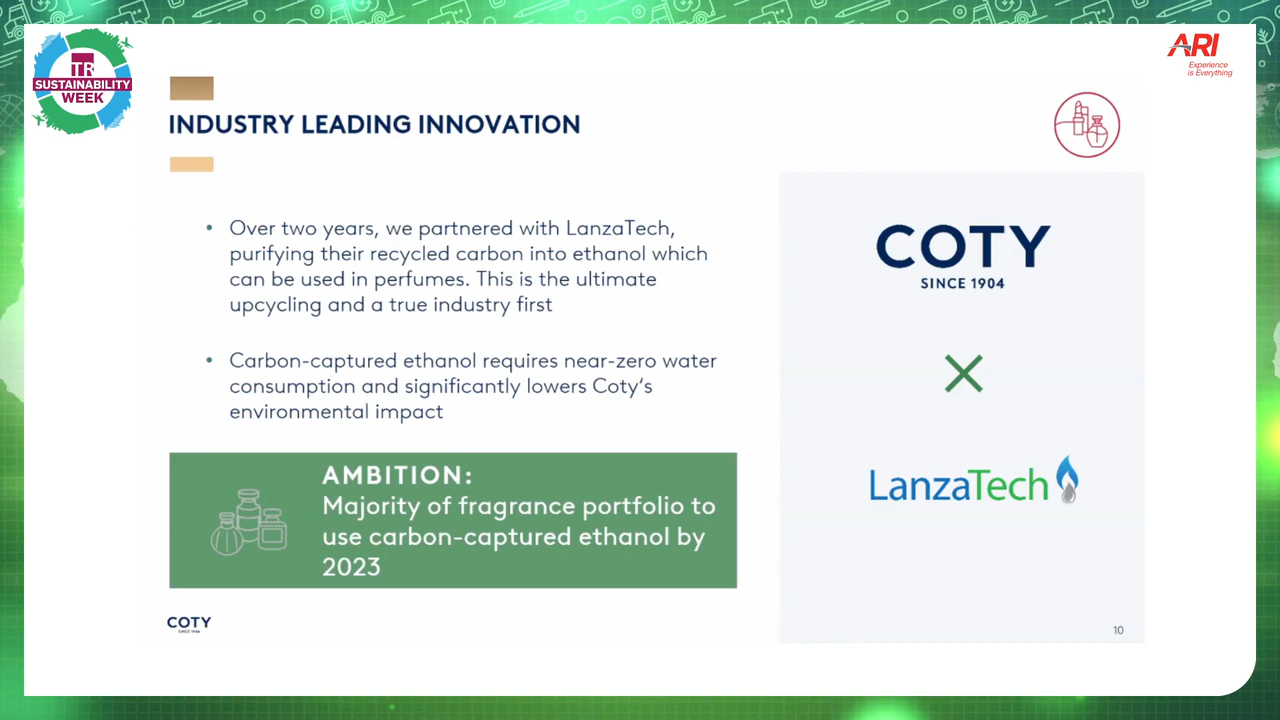 TR
SUSTAINABILITY
WEEK
ARI
Experience
is Everything
INDUSTRY LEADING INNOVATION
• Over two years, we partnered with LanzaTech,
purifying their recycled carbon into ethanol which
can be used in perfumes. This is the ultimate
upcycling and a true industry first
• Carbon-captured ethanol requires near-zero water
consumption and significantly lowers Coty‘s
environmental impact
AMBITION:
Majority of fragrance portfolio to
use carbon-captured ethanol by
2023
COTY
SINCE 1904
LanzaTech
COTY
SINCE 1904
10